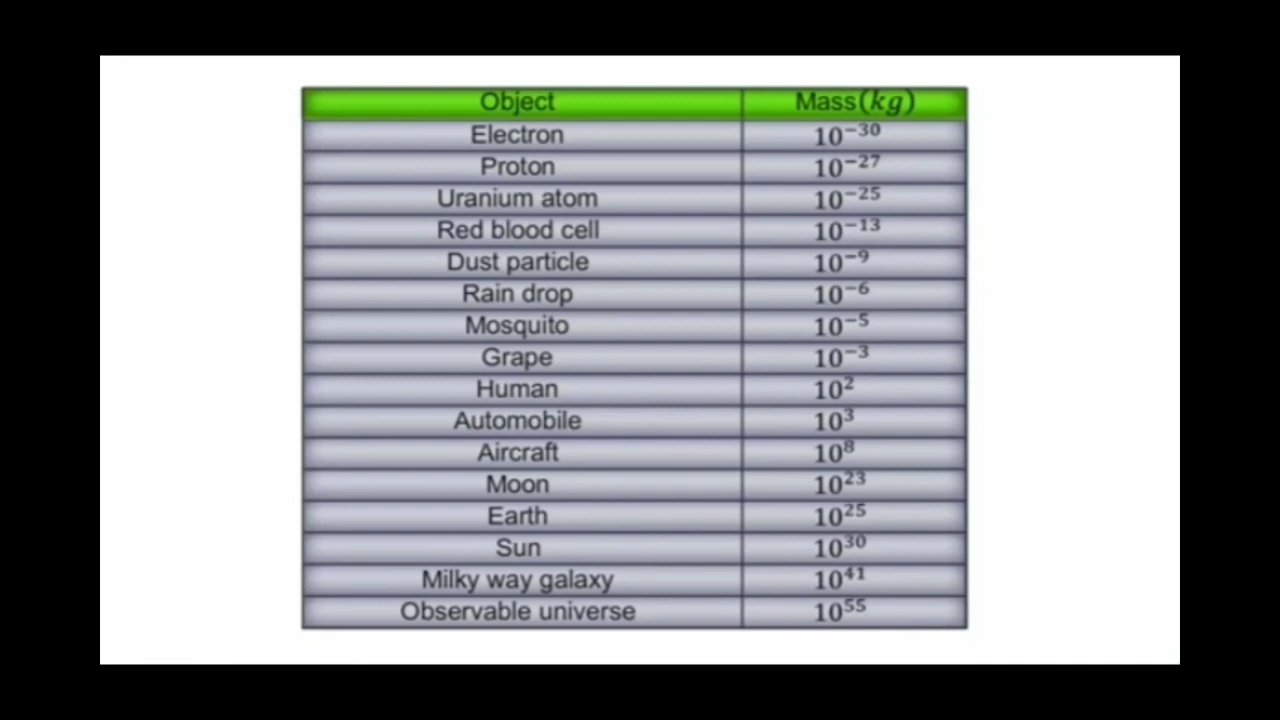 Object Mass(kg)
Electron 10⁻³⁰
Proton 10⁻²⁷
Uranium atom 10⁻²⁵
Red blood cell 10⁻¹³
Dust particle 10⁻⁹
Rain drop 10⁻⁶
Mosquito 10⁻⁵
Grape 10⁻³
Human 10²
Automobile 10³
Aircraft 10⁸
Moon 10²³
Earth 10²⁵
Sun 10³⁰
Milky way galaxy 10⁴¹
Observable universe 10⁵⁵